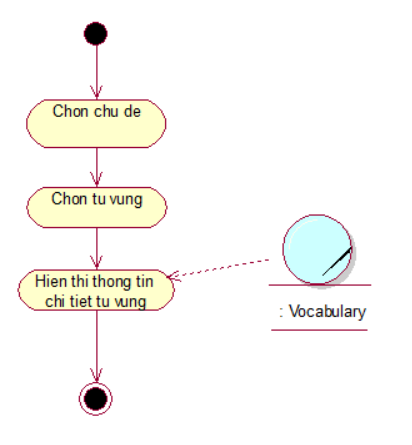 Chon chu de
Chon tu vung
Hien thi thong tin
chi tiet tu vung
: Vocabulary